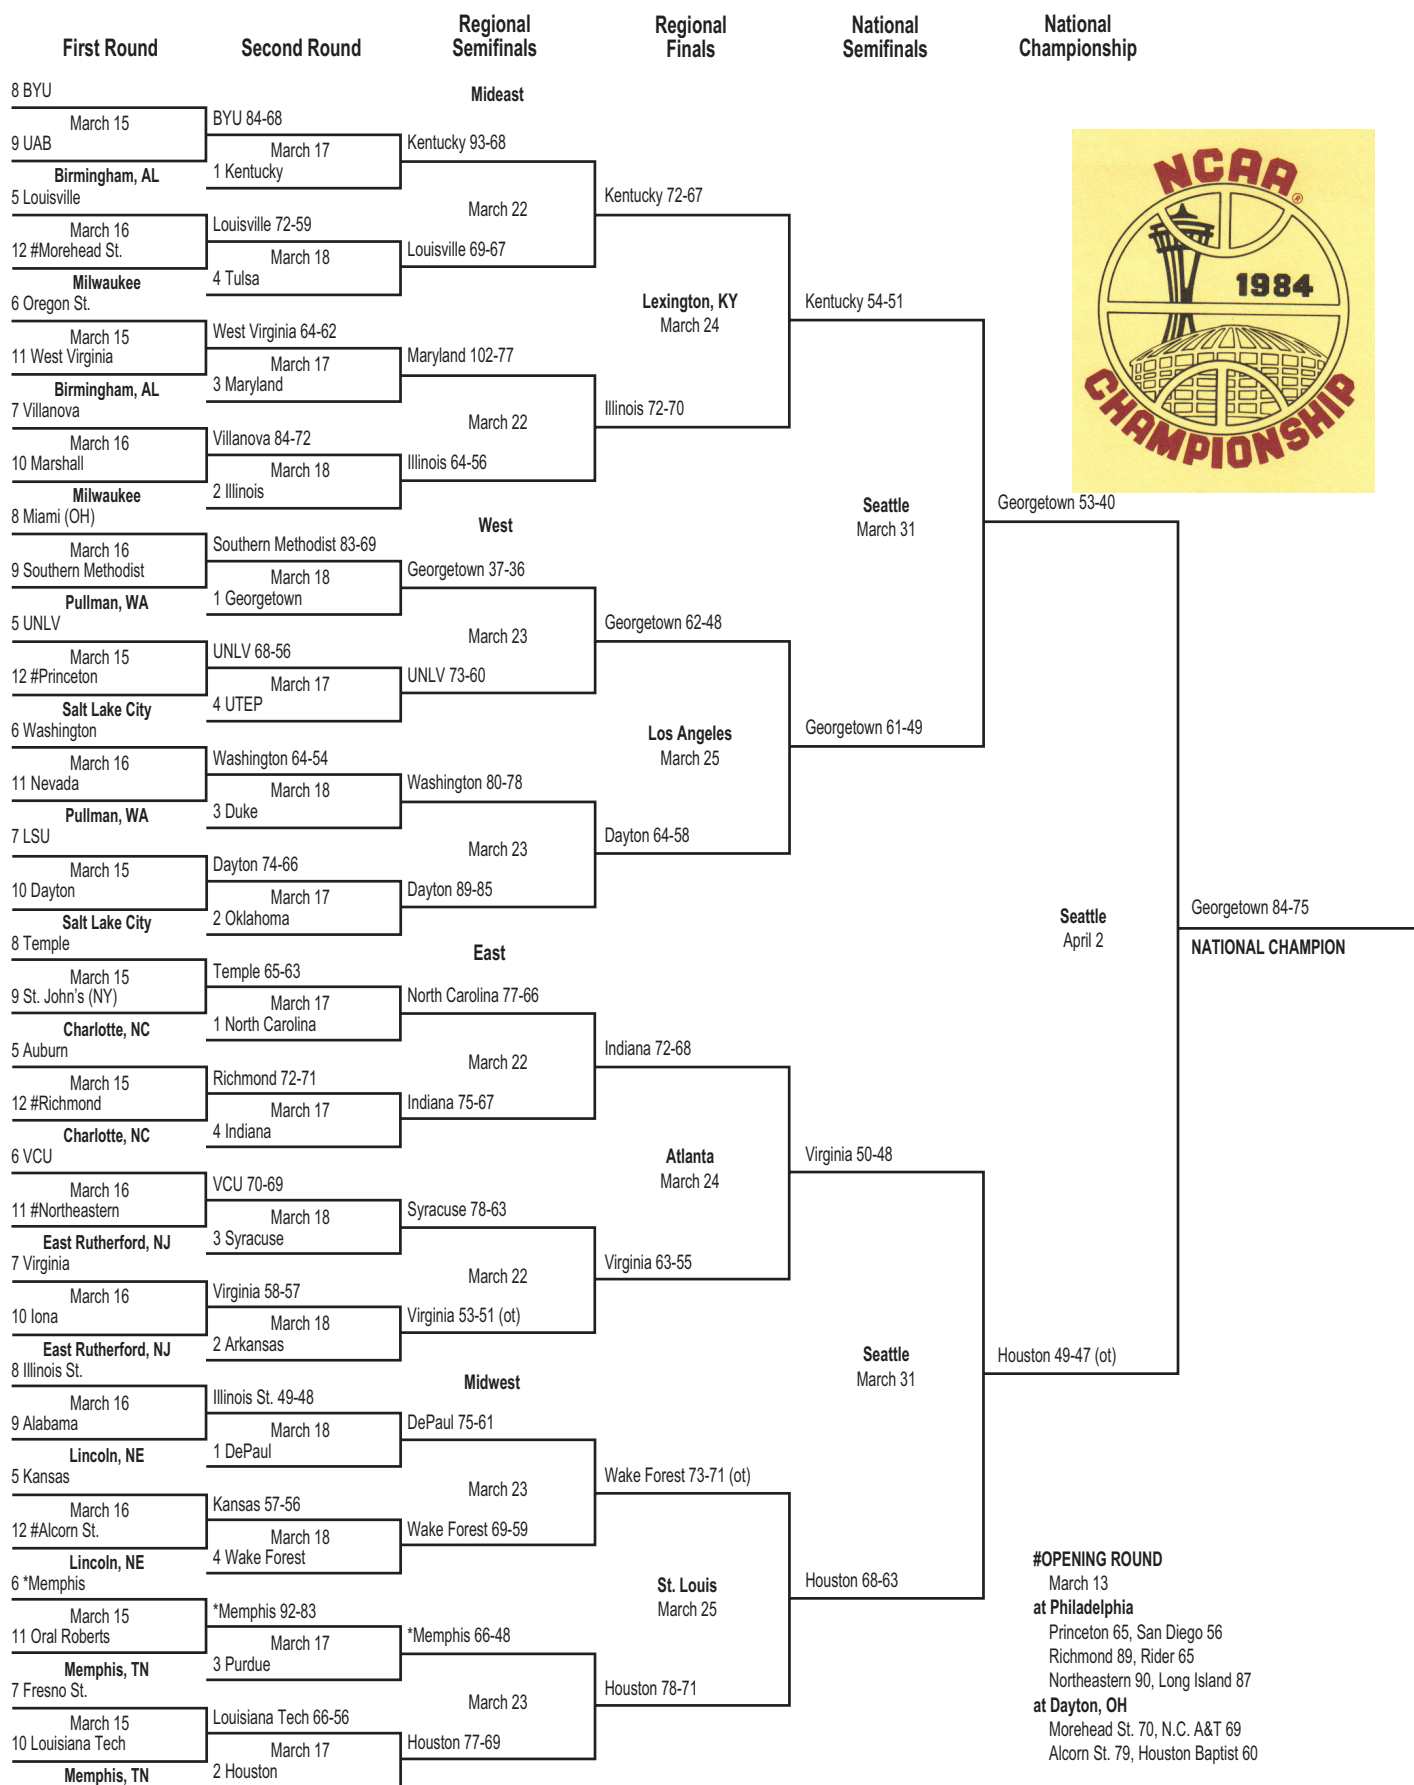 First Round
Second Round
Regional
Semifinals
Regional
Finals
National
Semifinals
National
Championship
Mideast
8 BYU
March 15
9 UAB
Birmingham, AL
5 Louisville
March 16
12 #Morehead St.
Milwaukee
6 Oregon St.
March 15
11 West Virginia
Birmingham, AL
7 Villanova
March 16
10 Marshall
Milwaukee
8 Miami (OH)
March 16
9 Southern Methodist
Pullman, WA
5 UNLV
March 15
12 #Princeton
Salt Lake City
6 Washington
March 16
11 Nevada
Pullman, WA
7 LSU
March 15
10 Dayton
Salt Lake City
8 Temple
March 15
9 St. John's (NY)
Charlotte, NC
5 Auburn
March 15
12 #Richmond
Charlotte, NC
6 VCU
March 16
11 #Northeastern
East Rutherford, NJ
7 Virginia
March 16
10 Iona
East Rutherford, NJ
8 Illinois St.
March 16
9 Alabama
Lincoln, NE
5 Kansas
March 16
12 #Alcorn St.
Lincoln, NE
6 *Memphis
March 15
11 Oral Roberts
Memphis, TN
7 Fresno St.
March 15
10 Louisiana Tech
Memphis, TN
BYU 84-68
March 17
1 Kentucky
Louisville 72-59
March 18
4 Tulsa
West Virginia 64-62
March 17
3 Maryland
Villanova 84-72
March 18
2 Illinois
Southern Methodist 83-69
March 18
1 Georgetown
UNLV 68-56
March 17
4 UTEP
Washington 64-54
March 18
3 Duke
Dayton 74-66
March 17
2 Oklahoma
Temple 65-63
March 17
1 North Carolina
Richmond 72-71
March 17
4 Indiana
VCU 70-69
March 18
3 Syracuse
Virginia 58-57
March 18
2 Arkansas
Illinois St. 49-48
March 18
1 DePaul
Kansas 57-56
March 18
4 Wake Forest
*Memphis 92-83
March 17
3 Purdue
Louisiana Tech 66-56
March 17
2 Houston
Kentucky 93-68
March 22
Louisville 69-67
Maryland 102-77
March 22
Illinois 64-56
West
Georgetown 37-36
March 23
UNLV 73-60
Washington 80-78
March 23
Dayton 89-85
East
North Carolina 77-66
March 22
Indiana 75-67
Syracuse 78-63
March 22
Virginia 53-51 (ot)
Midwest
DePaul 75-61
March 23
Wake Forest 69-59
*Memphis 66-48
March 23
Houston 77-69
Kentucky 72-67
Lexington, KY
March 24
Illinois 72-70
Georgetown 62-48
Los Angeles
March 25
Dayton 64-58
Indiana 72-68
Atlanta
March 24
Virginia 63-55
Wake Forest 73-71 (ot)
St. Louis
March 25
Houston 78-71
Kentucky 54-51
Seattle
March 31
Georgetown 61-49
Virginia 50-48
Seattle
March 31
Houston 68-63
NCAA®
1984
CHAMPIONSHIP
Georgetown 53-40
Seattle
April 2
Houston 49-47 (ot)
Georgetown 84-75
NATIONAL CHAMPION
#OPENING ROUND
March 13
at Philadelphia
Princeton 65, San Diego 56
Richmond 89, Rider 65
Northeastern 90, Long Island 87
at Dayton, OH
Morehead St. 70, N.C. A&T 69
Alcorn St. 79, Houston Baptist 60